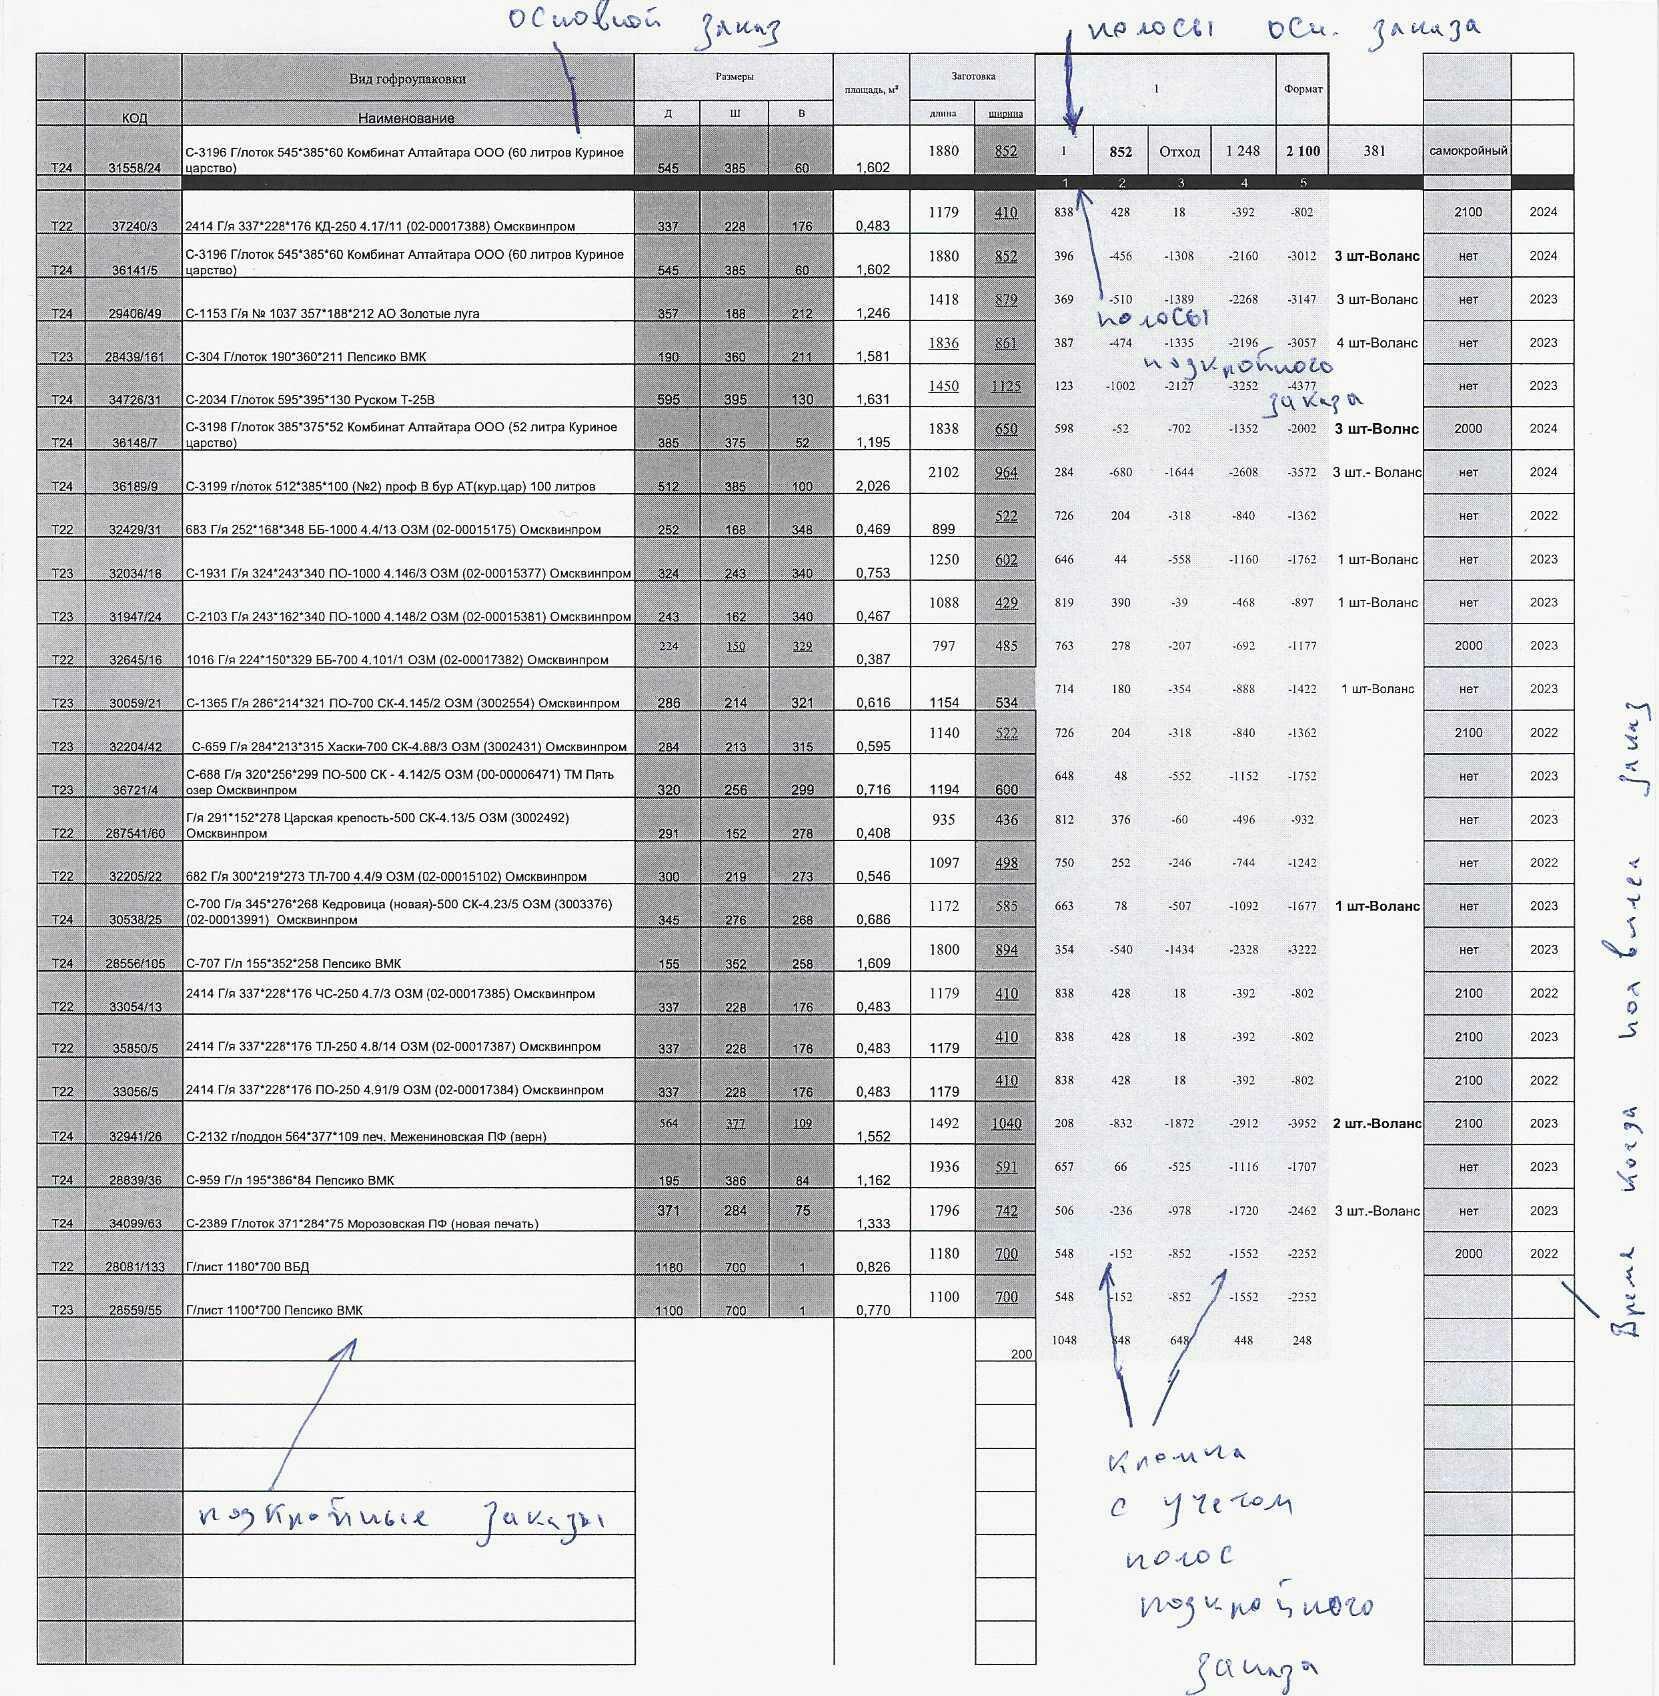 основной заказ
полосы осн. заказа
Вид гофроупаковки Размеры площадь, м² Заготовка 1 Формат
КОД Наименование Д Ш В длина ширина
Т24 31558/24 С-3196 Г/лоток 545*385*60 Комбинат Алтайтара ООО (60 литров Куриное царство) 545 385 60 1,602 1880 852 1 852 Отход 1 248 2 100 381 самокройный
1 2 3 4 5
Т22 37240/3 2414 Г/я 337*228*176 КД-250 4.17/11 (02-00017388) Омсквинпром 337 228 176 0,483 1179 410 838 428 18 -392 -802 2100 2024
Т24 36141/5 С-3196 Г/лоток 545*385*60 Комбинат Алтайтара ООО (60 литров Куриное царство) 545 385 60 1,602 1880 852 396 -456 -1308 -2160 -3012 3 шт-Воланс нет 2024
Т24 29406/49 С-1153 Г/я № 1037 357*188*212 АО Золотые луга 357 188 212 1,246 1418 879 369 -510 -1389 -2268 -3147 3 шт-Воланс нет 2023
полосы
Т23 28439/161 С-304 Г/лоток 190*360*211 Пепсико ВМК 190 360 211 1,581 1836 861 387 -474 -1335 -2196 -3057 4 шт-Воланс нет 2023
подкройного
Т24 34726/31 С-2034 Г/лоток 595*395*130 Руском Т-25В 595 395 130 1,631 1450 1125 123 -1002 -2127 -3252 -4377 нет 2023
заказа
Т24 36148/7 С-3198 Г/лоток 385*375*52 Комбинат Алтайтара ООО (52 литра Куриное царство) 385 375 52 1,195 1838 650 598 -52 -702 -1352 -2002 3 шт-Волнс 2000 2024
Т24 36189/9 С-3199 г/лоток 512*385*100 (№2) проф В бур АТ(кур.цар) 100 литров 512 385 100 2,026 2102 964 284 -680 -1644 -2608 -3572 3 шт.- Воланс нет 2024
Т22 32429/31 683 Г/я 252*168*348 ББ-1000 4.4/13 ОЗМ (02-00015175) Омсквинпром 252 168 348 0,469 899 522 726 204 -318 -840 -1362 нет 2022
Т23 32034/16 С-1931 Г/я 324*243*340 ПО-1000 4.146/3 ОЗМ (02-00015377) Омсквинпром 324 243 340 0,753 1250 602 646 44 -558 -1160 -1762 1 шт-Воланс нет 2023
Т23 31947/24 С-2103 Г/я 243*162*340 ПО-1000 4.148/2 ОЗМ (02-00015381) Омсквинпром 243 162 340 0,467 1088 429 819 390 -39 -468 -897 1 шт-Воланс нет 2023
Т22 32645/16 1016 Г/я 224*150*329 ББ-700 4.101/1 ОЗМ (02-00017382) Омсквинпром 224 150 329 0,387 797 485 763 278 -207 -692 -1177 2000 2023
Т23 30059/21 С-1365 Г/я 286*214*321 ПО-700 СК-4.145/2 ОЗМ (3002554) Омсквинпром 286 214 321 0,616 1154 534 714 180 -354 -888 -1422 1 шт-Воланс нет 2023
Т23 32204/42 С-659 Г/я 284*213*315 Хаски-700 СК-4.88/3 ОЗМ (3002431) Омсквинпром 284 213 315 0,595 1140 522 726 204 -318 -840 -1362 2100 2022
Т23 36721/4 С-688 Г/я 320*256*299 ПО-500 СК - 4.142/5 ОЗМ (00-00006471) ТМ Пять озер Омсквинпром 320 256 299 0,716 1194 600 648 48 -552 -1152 -1752 нет 2023
Т22 287541/60 Г/я 291*152*278 Царская крепость-500 СК-4.13/5 ОЗМ (3002492) Омсквинпром 291 152 278 0,408 935 436 812 376 -60 -496 -932 нет 2023
Т22 32205/22 682 Г/я 300*219*273 ТЛ-700 4.4/9 ОЗМ (02-00015102) Омсквинпром 300 219 273 0,546 1097 498 750 252 -246 -744 -1242 нет 2022
Т24 30538/25 С-700 Г/я 345*276*268 Кедровица (новая)-500 СК-4.23/5 ОЗМ (3003376) (02-00013991) Омсквинпром 345 276 268 0,686 1172 585 663 78 -507 -1092 -1677 1 шт-Воланс нет 2023
Т24 28556/105 С-707 Г/л 155*352*258 Пепсико ВМК 155 352 258 1,609 1800 894 354 -540 -1434 -2328 -3222 нет 2023
Т22 33054/13 2414 Г/я 337*228*176 ЧС-250 4.7/3 ОЗМ (02-00017385) Омсквинпром 337 228 176 0,483 1179 410 838 428 18 -392 -802 2100 2022
Т22 35850/5 2414 Г/я 337*228*176 ТЛ-250 4.8/14 ОЗМ (02-00017387) Омсквинпром 337 228 176 0,483 1179 410 838 428 18 -392 -802 2100 2023
Т22 33056/5 2414 Г/я 337*228*176 ПО-250 4.91/9 ОЗМ (02-00017384) Омсквинпром 337 228 176 0,483 1179 410 838 428 18 -392 -802 2100 2022
Т24 32941/26 С-2132 г/поддон 564*377*109 печ. Межениновская ПФ (верн) 564 377 109 1,552 1492 1040 208 -832 -1872 -2912 -3952 2 шт.-Воланс 2100 2023
Т24 28839/36 С-959 Г/л 195*386*84 Пепсико ВМК 195 386 84 1,162 1936 591 657 66 -525 -1116 -1707 нет 2023
Т24 34099/63 С-2389 Г/лоток 371*284*75 Морозовская ПФ (новая печать) 371 284 75 1,333 1796 742 506 -236 -978 -1720 -2462 3 шт.-Воланс нет 2023
Т22 28081/133 Г/лист 1180*700 ВБД 1180 700 1 0,826 1180 700 548 -152 -852 -1552 -2252 2000 2022
Т23 28559/55 Г/лист 1100*700 Пепсико ВМК 1100 700 1 0,770 1100 700 548 -152 -852 -1552 -2252
200 1048 848 648 448 248
подкройные заказы
кромка
с учетом
полос
подкройного
заказа
Время когда появился заказ